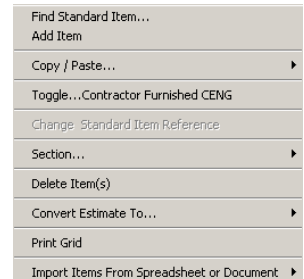 Find Standard Item...
Add Item
Copy / Paste...
Toggle...Contractor Furnished CENG
Change Standard Item Reference
Section...
Delete Item(s)
Convert Estimate To...
Print Grid
Import Items From Spreadsheet or Document